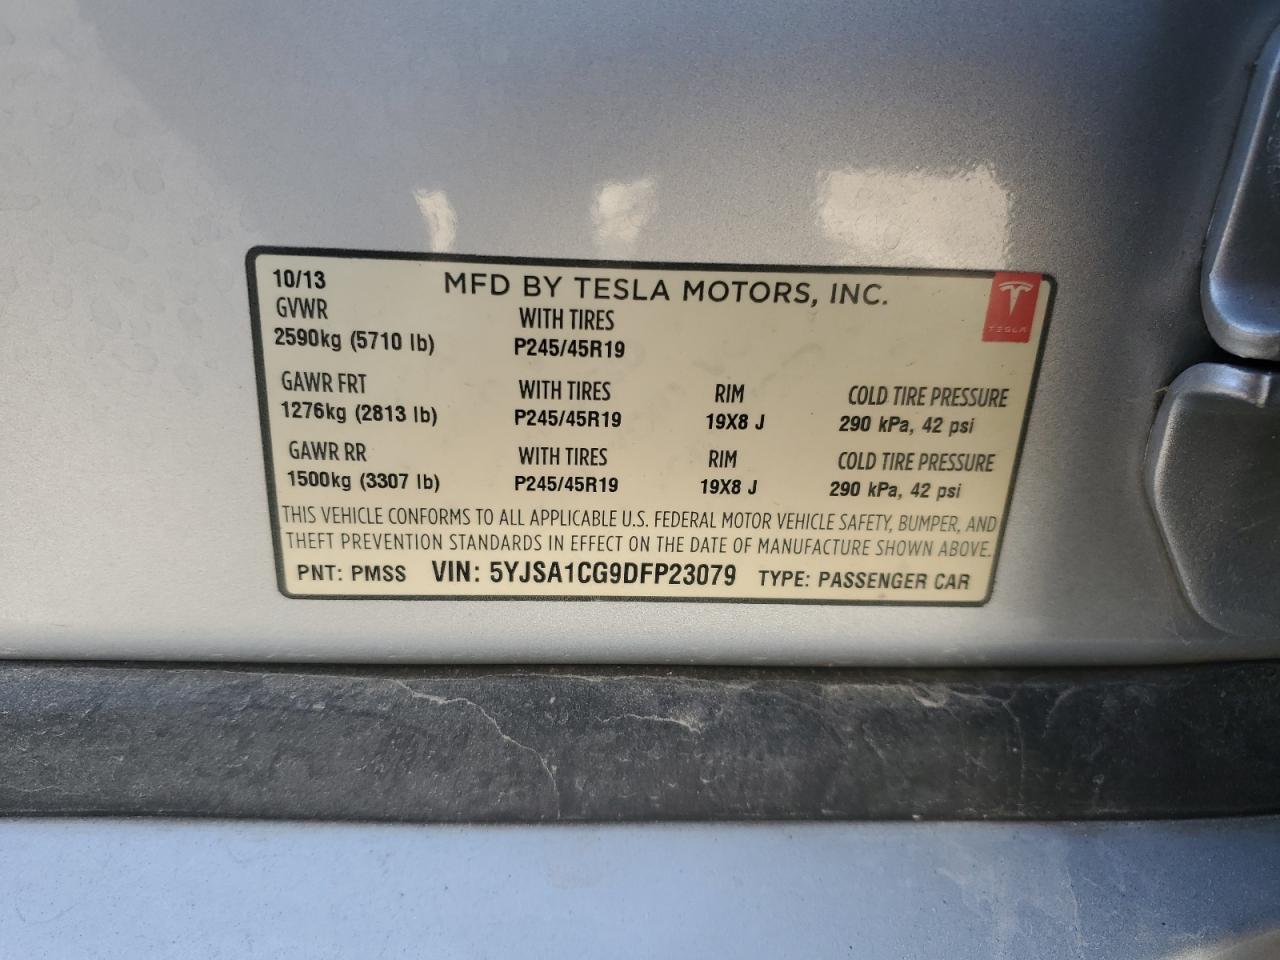 10/13 MFD BY TESLA MOTORS, INC.
TESLA
GVWR WITH TIRES
2590kg (5710 lb) P245/45R19
GAWR FRT WITH TIRES RIM COLD TIRE PRESSURE
1276kg (2813 lb) P245/45R19 19X8 J 290 kPa, 42 psi
GAWR RR WITH TIRES RIM COLD TIRE PRESSURE
1500kg (3307 lb) P245/45R19 19X8 J 290 kPa, 42 psi
THIS VEHICLE CONFORMS TO ALL APPLICABLE U.S. FEDERAL MOTOR VEHICLE SAFETY, BUMPER, AND
THEFT PREVENTION STANDARDS IN EFFECT ON THE DATE OF MANUFACTURE SHOWN ABOVE.
PNT: PMSS VIN: 5YJSA1CG9DFP23079 TYPE: PASSENGER CAR